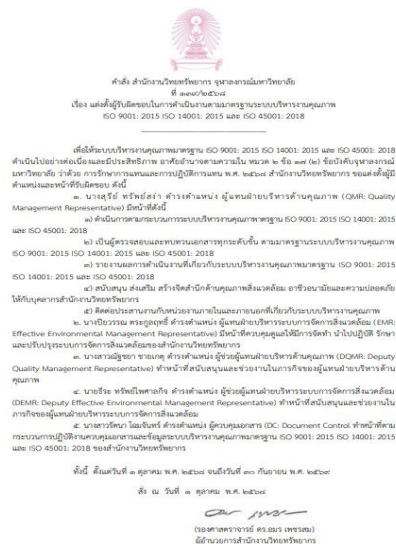 คำสั่ง สำนักงานวิทยทรัพยากร จุฬาลงกรณ์มหาวิทยาลัย
ที่ ๑๓๙/๒๕๖๘
เรื่อง แต่งตั้งผู้รับผิดชอบในการดำเนินงานตามมาตรฐานระบบบริหารงานคุณภาพ
ISO 9001: 2015 ISO 14001: 2015 และ ISO 45001: 2018
เพื่อให้ระบบบริหารงานคุณภาพมาตรฐาน ISO 9001: 2015 ISO 14001: 2015 และ ISO 45001: 2018
ดำเนินไปอย่างต่อเนื่องและมีประสิทธิภาพ อาศัยอำนาจตามความใน หมวด ๒ ข้อ ๑๗ (๒) ข้อบังคับจุฬาลงกรณ์
มหาวิทยาลัย ว่าด้วย การรักษาการแทนและการปฏิบัติการแทน พ.ศ. ๒๕๖๘ สำนักงานวิทยทรัพยากร ขอแต่งตั้งผู้มี
ตำแหน่งและหน้าที่รับผิดชอบ ดังนี้
๑. นางสุรีย์ ทรัพย์สง่า ดำรงตำแหน่ง ผู้แทนฝ่ายบริหารด้านคุณภาพ (QMR: Quality
Management Representative) มีหน้าที่ดังนี้
๑) ดำเนินการตามกระบวนการระบบบริหารงานคุณภาพมาตรฐาน ISO 9001: 2015 ISO 14001: 2015
และ ISO 45001: 2018
๒) เป็นผู้ตรวจสอบและทบทวนเอกสารทุกระดับชั้น ตามมาตรฐานระบบบริหารงานคุณภาพ
ISO 9001: 2015 ISO 14001: 2015 และ ISO 45001: 2018
๓) รายงานผลการดำเนินงานที่เกี่ยวกับระบบบริหารงานคุณภาพมาตรฐาน ISO 9001: 2015
ISO 14001: 2015 และ ISO 45001: 2018
๔) สนับสนุน ส่งเสริม สร้างจิตสำนึกด้านคุณภาพสิ่งแวดล้อม อาชีวอนามัยและความปลอดภัย
ให้กับบุคลากรสำนักงานวิทยทรัพยากร
๕) ติดต่อประสานงานกับหน่วยงานภายในและภายนอกที่เกี่ยวกับระบบบริหารงานคุณภาพ
๒. นางปิยวรรณ ตระกูลฤทธิ์ ดำรงตำแหน่ง ผู้แทนฝ่ายบริหารระบบการจัดการสิ่งแวดล้อม (EMR:
Effective Environmental Management Representative) มีหน้าที่ควบคุมดูแลให้มีการจัดทำ นำไปปฏิบัติ รักษา
และปรับปรุงระบบการจัดการสิ่งแวดล้อมของสำนักงานวิทยทรัพยากร
๓. นางสาวณัฐชยา ชายเกตุ ดำรงตำแหน่ง ผู้ช่วยผู้แทนฝ่ายบริหารด้านคุณภาพ (DQMR: Deputy
Quality Management Representative) ทำหน้าที่สนับสนุนและช่วยงานในภารกิจของผู้แทนฝ่ายบริหารด้าน
คุณภาพ
๔. นายธีระ ทรัพย์ไพศาลกิจ ดำรงตำแหน่ง ผู้ช่วยผู้แทนฝ่ายบริหารระบบการจัดการสิ่งแวดล้อม
(DEMR: Deputy Effective Environmental Management Representative) ทำหน้าที่สนับสนุนและช่วยงานใน
ภารกิจของผู้แทนฝ่ายบริหารระบบการจัดการสิ่งแวดล้อม
๕. นางสาวรัตนา โฉมจันทร์ ดำรงตำแหน่ง ผู้ควบคุมเอกสาร (DC: Document Control ทำหน้าที่ตาม
กระบวนการปฏิบัติงานควบคุมเอกสารและข้อมูลระบบบริหารงานคุณภาพมาตรฐาน ISO 9001: 2015 ISO 14001: 2015
และ ISO 45001: 2018 ของสำนักงานวิทยทรัพยากร
ทั้งนี้ ตั้งแต่วันที่ ๑ ตุลาคม พ.ศ. ๒๕๖๘ จนถึงวันที่ ๓๐ กันยายน พ.ศ. ๒๕๖๙
สั่ง ณ วันที่ ๑ ตุลาคม พ.ศ. ๒๕๖๘
(รองศาสตราจารย์ ดร.อมร เพชรสม)
ผู้อำนวยการสำนักงานวิทยทรัพยากร